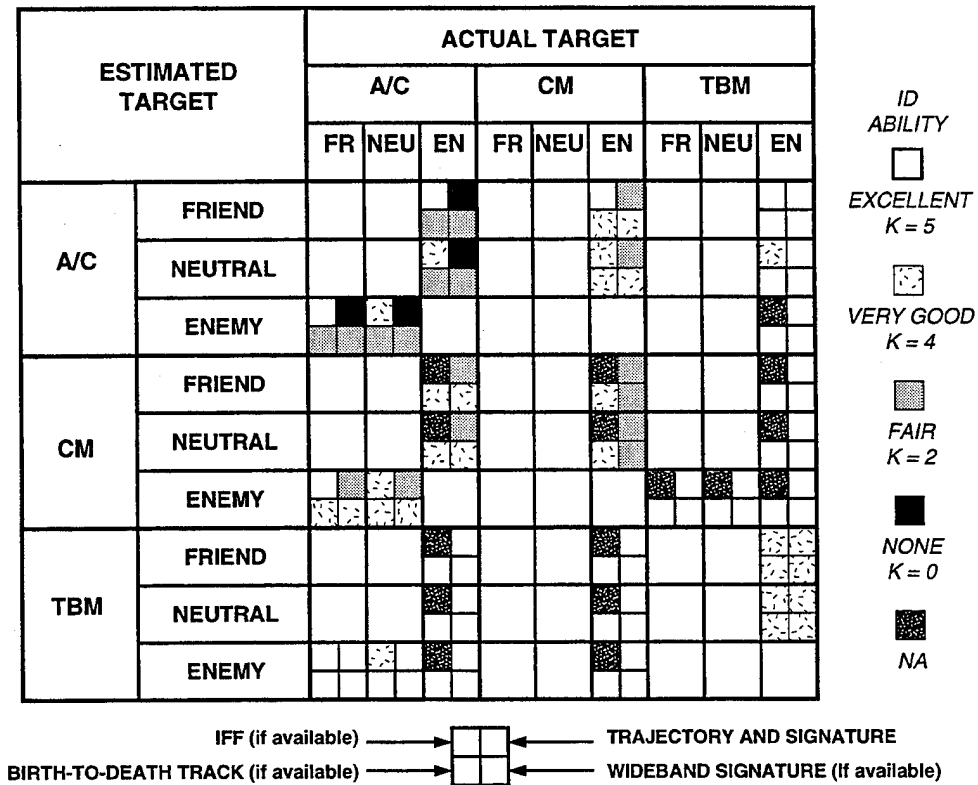 ESTIMATED
TARGET
ACTUAL TARGET
A/C CM TBM
FR NEU EN FR NEU EN FR NEU EN
A/C
FRIEND
NEUTRAL
ENEMY
CM
FRIEND
NEUTRAL
ENEMY
TBM
FRIEND
NEUTRAL
ENEMY
ID
ABILITY
EXCELLENT
K = 5
VERY GOOD
K = 4
FAIR
K = 2
NONE
K = 0
NA
IFF (if available)
TRAJECTORY AND SIGNATURE
BIRTH-TO-DEATH TRACK (if available)
WIDEBAND SIGNATURE (If available)